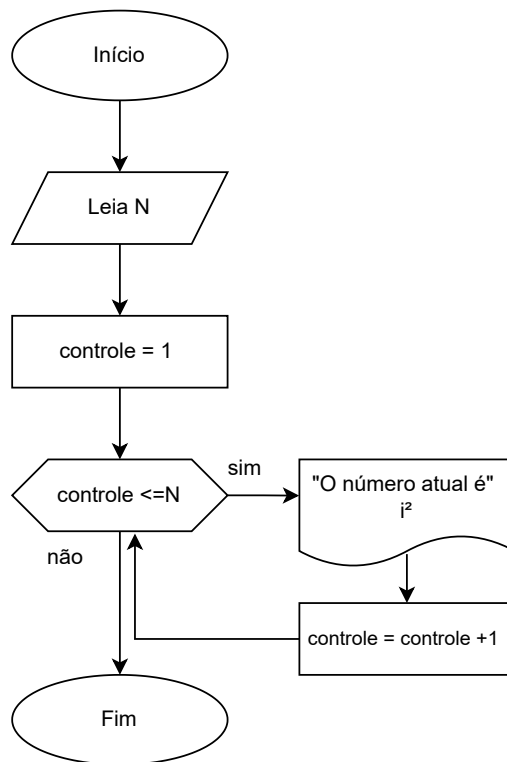 Início
Leia N
controle = 1
controle <=N
sim
"O número atual é"
i²
não
controle = controle +1
Fim